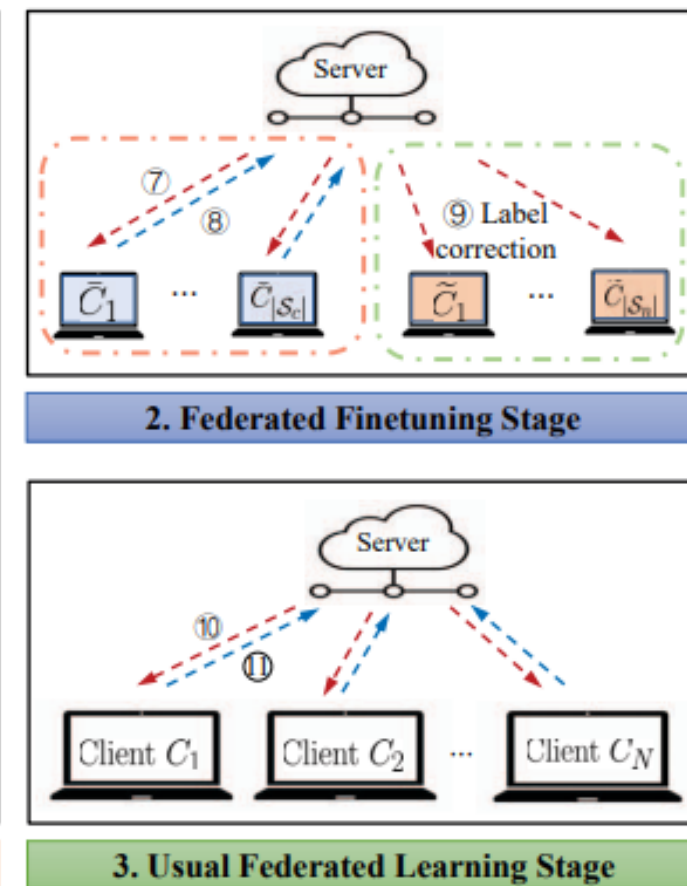 Server
⑦
⑧
⑨ Label
correction
C̄₁
...
C̄|Sc|
C̃₁
...
C̃|Sn|
2. Federated Finetuning Stage
Server
⑩
⑪
Client C₁
Client C₂
...
Client C_N
3. Usual Federated Learning Stage